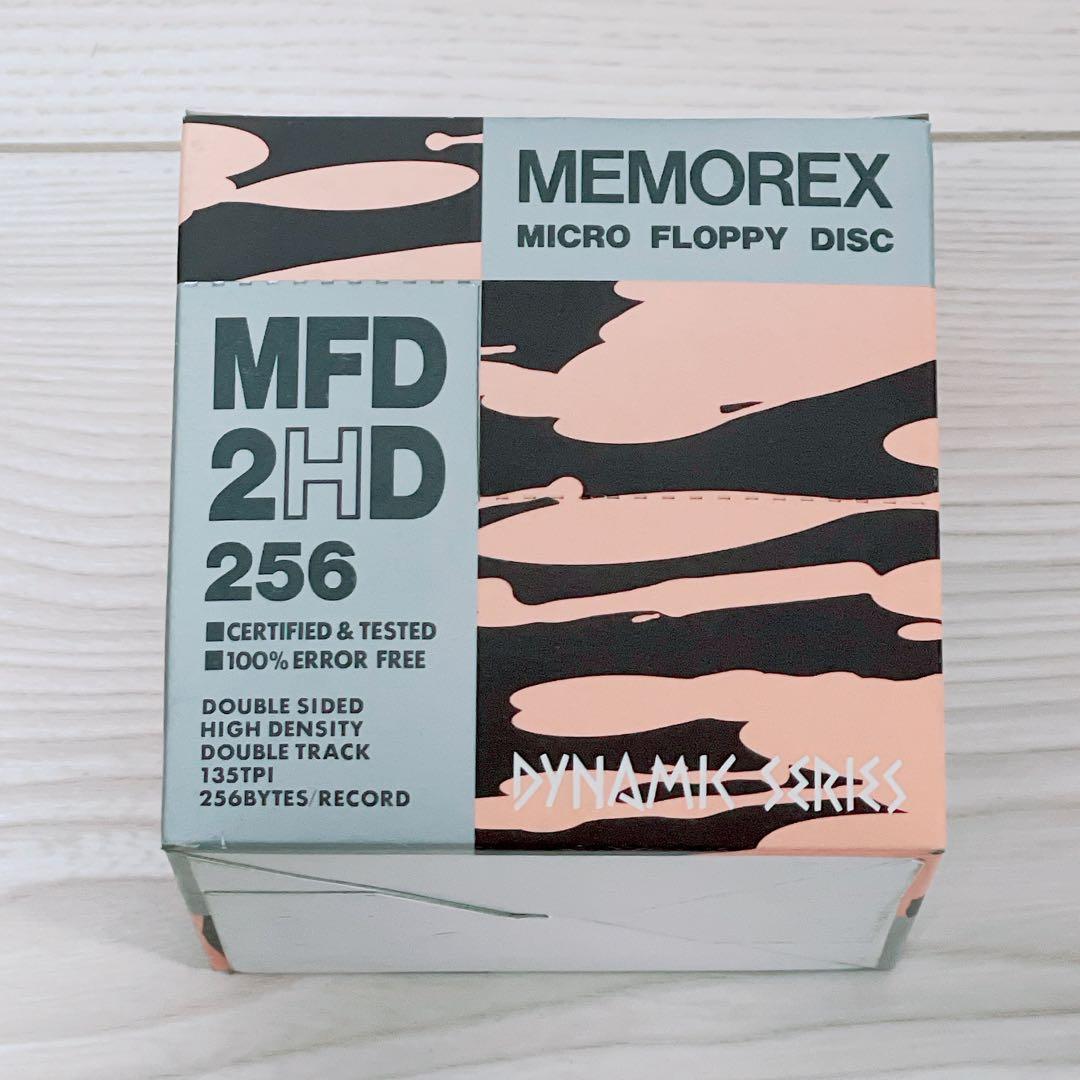 MEMOREX
MICRO FLOPPY DISC
MFD
2HD
256
■CERTIFIED & TESTED
■100% ERROR FREE
DOUBLE SIDED
HIGH DENSITY
DOUBLE TRACK
135TPI
256BYTES/RECORD
DYNAMIC SERIES